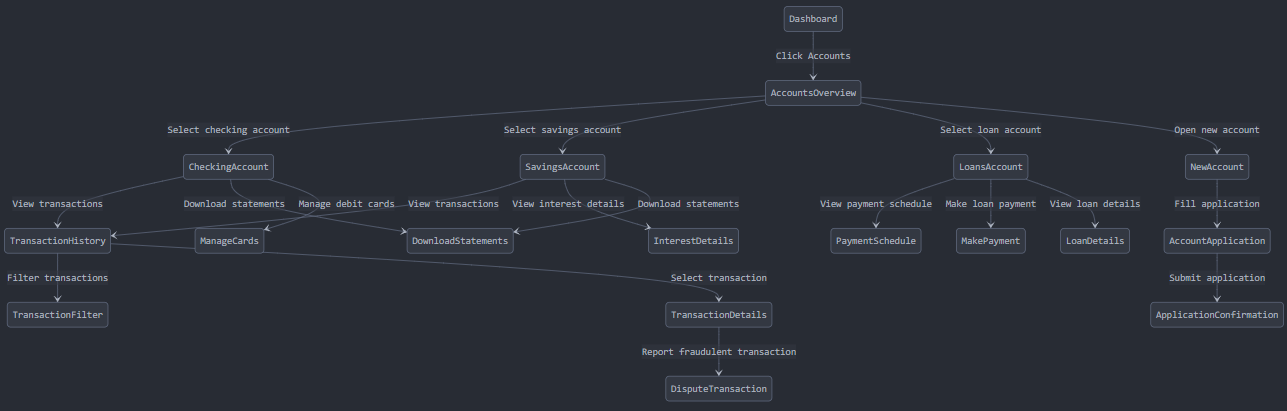 Dashboard
Click Accounts
AccountsOverview
Select checking account
Select savings account
Select loan account
Open new account
CheckingAccount
SavingsAccount
LoansAccount
NewAccount
View transactions
Download statements
Manage debit cards
View transactions
View interest details
Download statements
View payment schedule
Make loan payment
View loan details
Fill application
TransactionHistory
ManageCards
DownloadStatements
InterestDetails
PaymentSchedule
MakePayment
LoanDetails
AccountApplication
Filter transactions
Select transaction
Submit application
TransactionFilter
TransactionDetails
ApplicationConfirmation
Report fraudulent transaction
DisputeTransaction